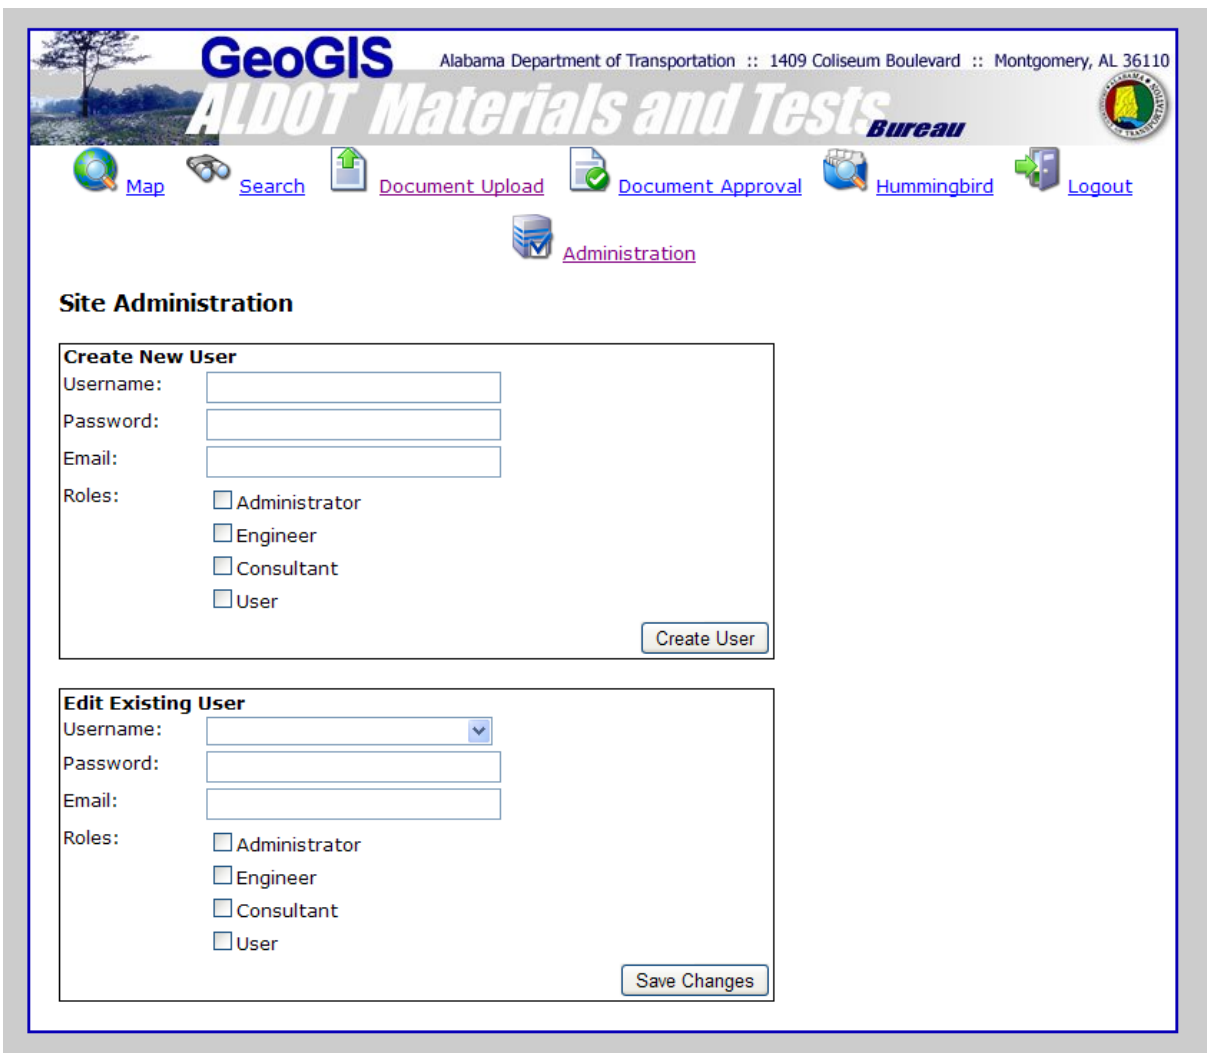 GeoGIS
Alabama Department of Transportation :: 1409 Coliseum Boulevard :: Montgomery, AL 36110
ALDOT Materials and Tests
Bureau
Map
Search
Document Upload
Document Approval
Hummingbird
Logout
Administration
Site Administration
Create New User
Username:
Password:
Email:
Roles:
Administrator
Engineer
Consultant
User
Create User
Edit Existing User
Username:
Password:
Email:
Roles:
Administrator
Engineer
Consultant
User
Save Changes